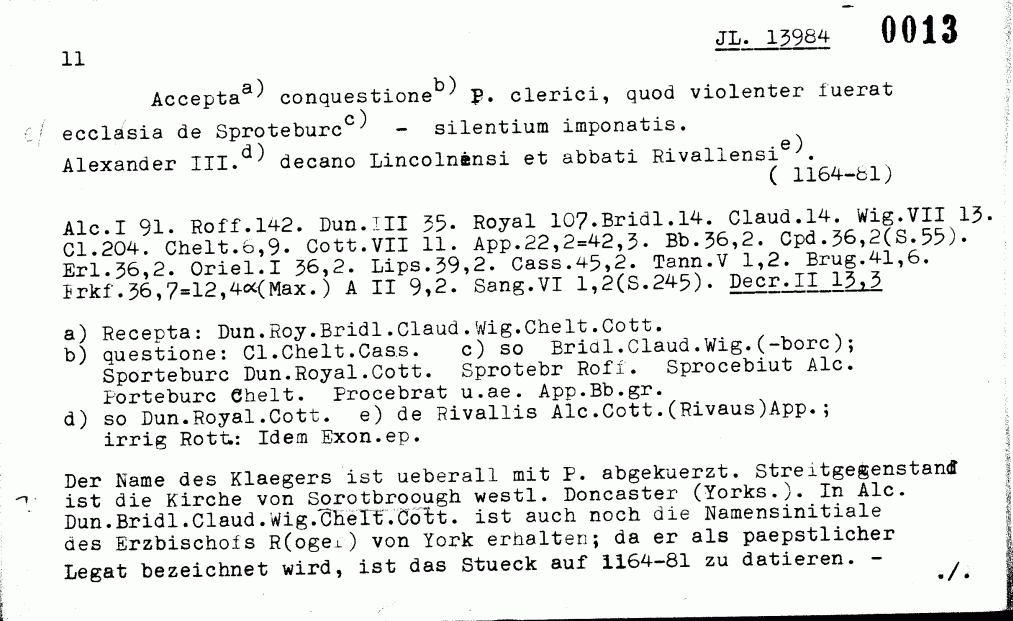 JL. 13984 0013
11
Accepta a) conquestione b) P. clerici, quod violenter fuerat
e/ ecclasia de Sproteburc c) - silentium imponatis.
Alexander III. d) decano Lincolnensi et abbati Rivallensi e).
( 1164-81)
Alc.I 91. Roff.142. Dun.III 35. Royal 107.Bridl.14. Claud.14. Wig.VII 13.
Cl.204. Chelt.6,9. Cott.VII 11. App.22,2=42,3. Bb.36,2. Cpd.36,2(S.55).
Erl.36,2. Oriel.I 36,2. Lips.39,2. Cass.45,2. Tann.V 1,2. Brug.41,6.
Frkf.36,7=12,4α(Max.) A II 9,2. Sang.VI 1,2(S.245). Decr.II 13,3
a) Recepta: Dun.Roy.Bridl.Claud.Wig.Chelt.Cott.
b) questione: Cl.Chelt.Cass. c) so Bridl.Claud.Wig.(-borc);
Sporteburc Dun.Royal.Cott. Sprotebr Roff. Sprocebiut Alc.
Porteburc Chelt. Procebrat u.ae. App.Bb.gr.
d) so Dun.Royal.Cott. e) de Rivallis Alc.Cott.(Rivaus)App.;
irrig Rott.: Idem Exon.ep.
Der Name des Klaegers ist ueberall mit P. abgekuerzt. Streitgegenstand
ist die Kirche von Sorotbroough westl. Doncaster (Yorks.). In Alc.
Dun.Bridl.Claud.Wig.Chelt.Cott. ist auch noch die Namensinitiale
des Erzbischofs R(oger) von York erhalten; da er als paepstlicher
Legat bezeichnet wird, ist das Stueck auf 1164-81 zu datieren. -
./.